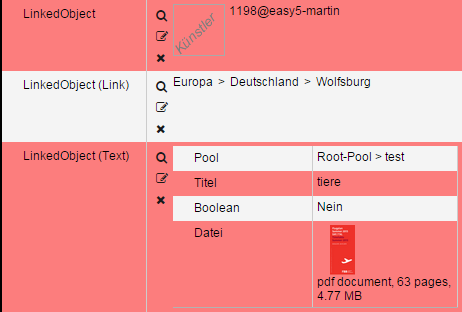 LinkedObject
Künstler
1198@easy5-martin
LinkedObject (Link)
Europa > Deutschland > Wolfsburg
LinkedObject (Text)
Pool Root-Pool > test
Titel tiere
Boolean Nein
Datei
pdf document, 63 pages,
4.77 MB